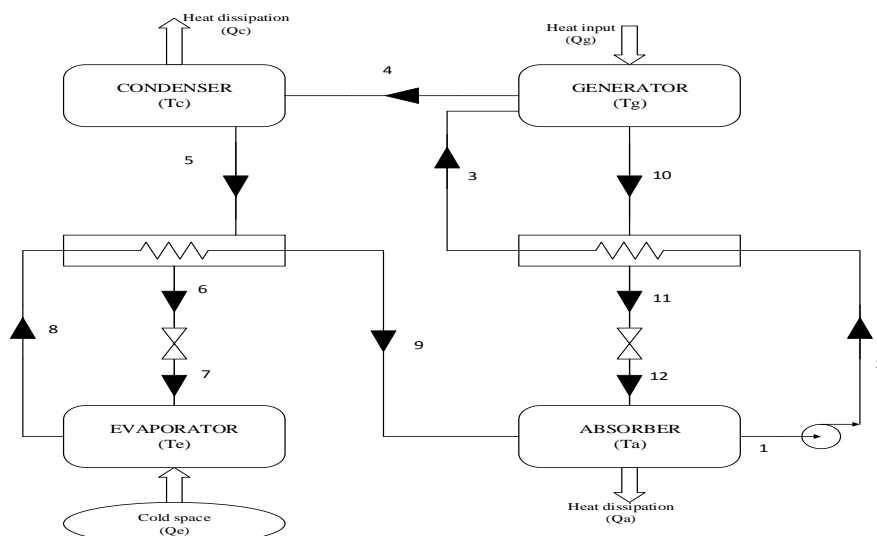 Heat dissipation
(Qc)
Heat input
(Qg)
CONDENSER
(Tc)
4
GENERATOR
(Tg)
5
3
10
6
11
8
9
7
12
EVAPORATOR
(Te)
ABSORBER
(Ta)
1
Cold space
(Qe)
Heat dissipation
(Qa)